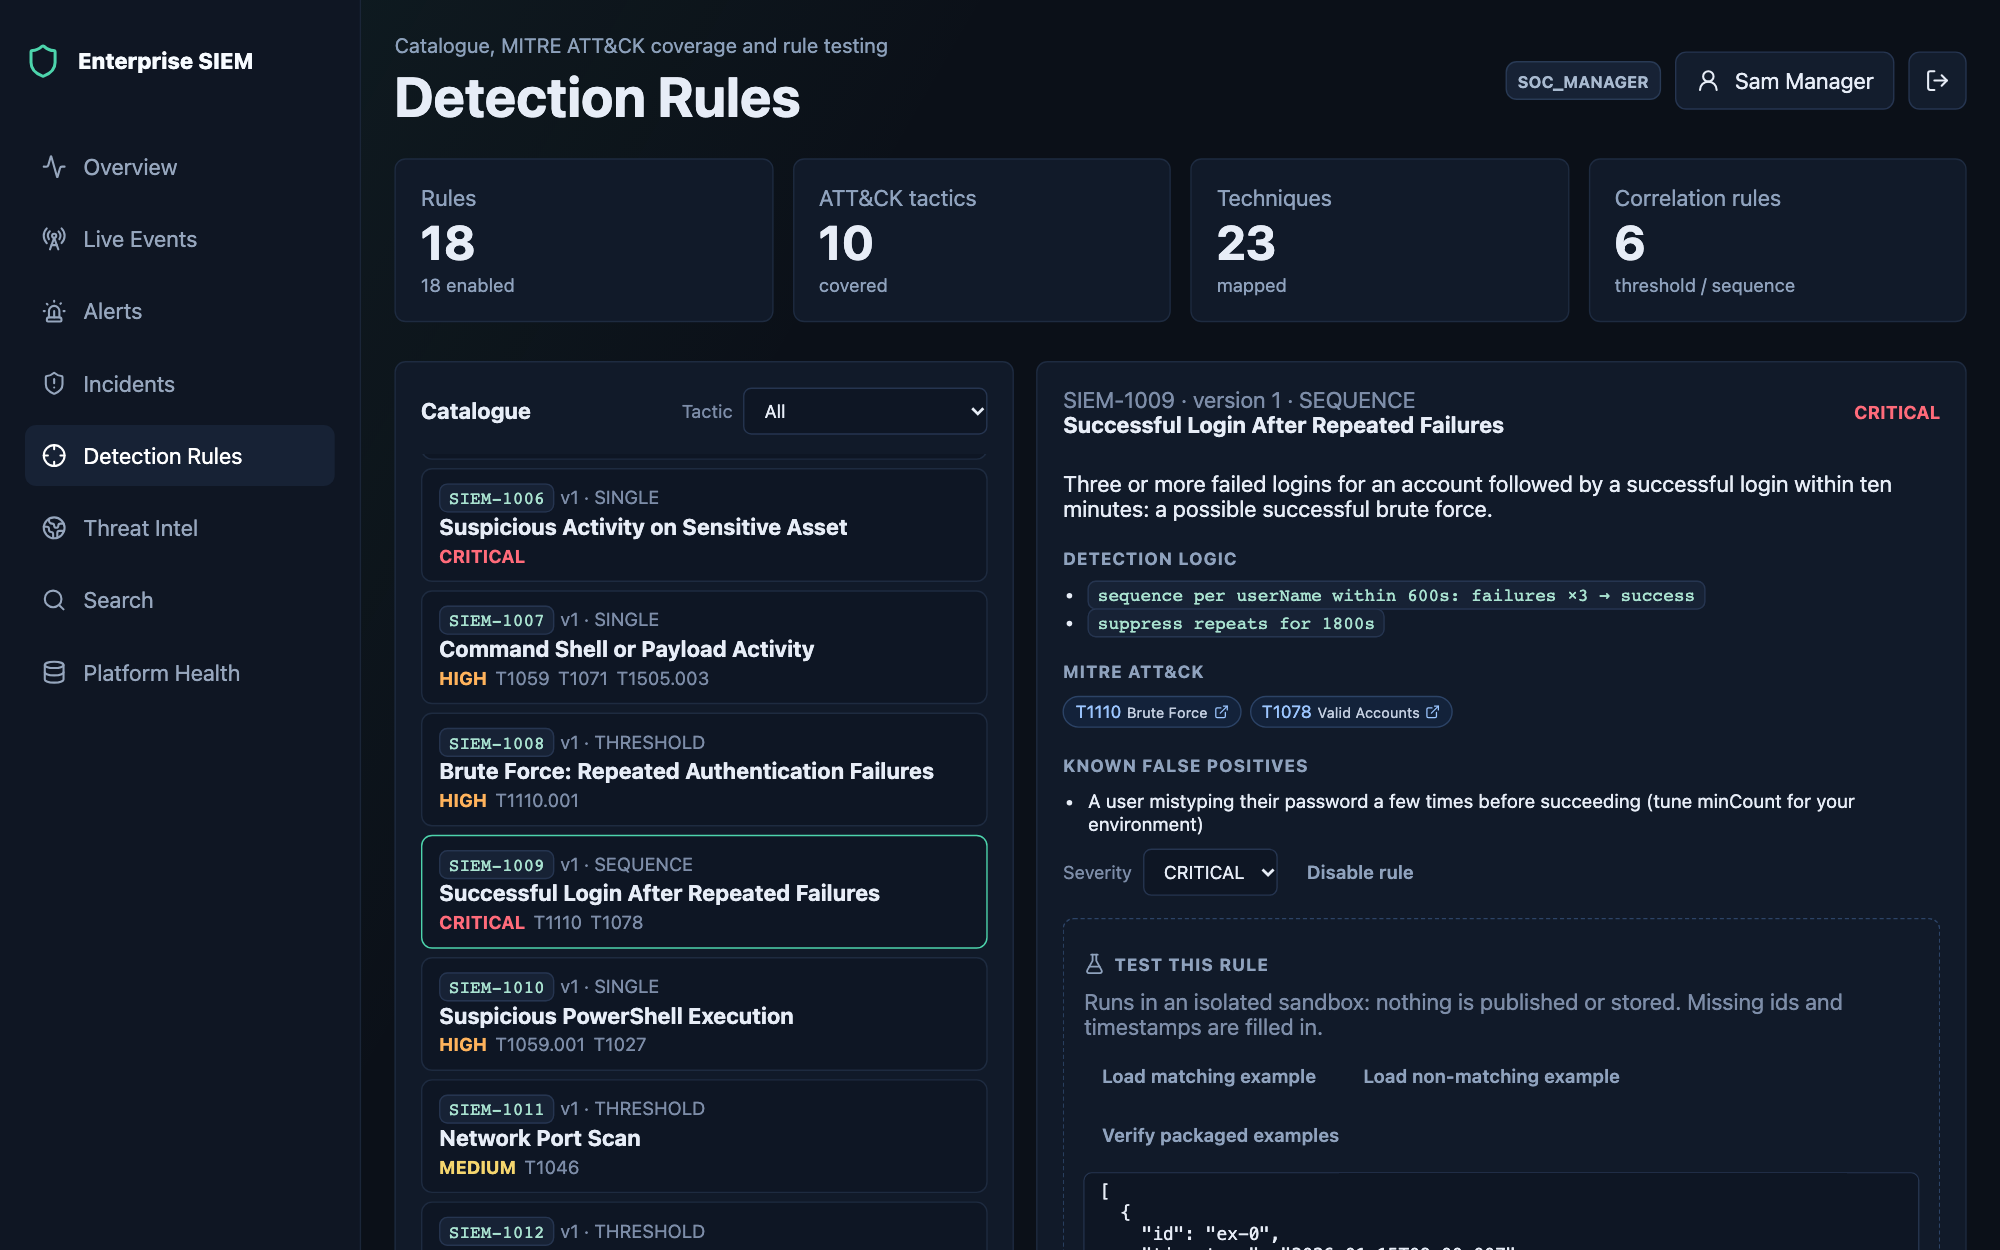 Enterprise SIEM
Overview
Live Events
Alerts
Incidents
Detection Rules
Threat Intel
Search
Platform Health
Catalogue, MITRE ATT&CK coverage and rule testing
Detection Rules
SOC_MANAGER
Sam Manager
Rules
18
18 enabled
ATT&CK tactics
10
covered
Techniques
23
mapped
Correlation rules
6
threshold / sequence
Catalogue
Tactic
All
SIEM-1006 v1 · SINGLE
Suspicious Activity on Sensitive Asset
CRITICAL
SIEM-1007 v1 · SINGLE
Command Shell or Payload Activity
HIGH T1059 T1071 T1505.003
SIEM-1008 v1 · THRESHOLD
Brute Force: Repeated Authentication Failures
HIGH T1110.001
SIEM-1009 v1 · SEQUENCE
Successful Login After Repeated Failures
CRITICAL T1110 T1078
SIEM-1010 v1 · SINGLE
Suspicious PowerShell Execution
HIGH T1059.001 T1027
SIEM-1011 v1 · THRESHOLD
Network Port Scan
MEDIUM T1046
SIEM-1012 v1 · THRESHOLD
SIEM-1009 · version 1 · SEQUENCE
Successful Login After Repeated Failures
CRITICAL
Three or more failed logins for an account followed by a successful login within ten
minutes: a possible successful brute force.
DETECTION LOGIC
• sequence per userName within 600s: failures ×3 → success
• suppress repeats for 1800s
MITRE ATT&CK
T1110 Brute Force
T1078 Valid Accounts
KNOWN FALSE POSITIVES
• A user mistyping their password a few times before succeeding (tune minCount for your
environment)
Severity
CRITICAL
Disable rule
TEST THIS RULE
Runs in an isolated sandbox: nothing is published or stored. Missing ids and
timestamps are filled in.
Load matching example
Load non-matching example
Verify packaged examples
[
{
"id": "ex-0",